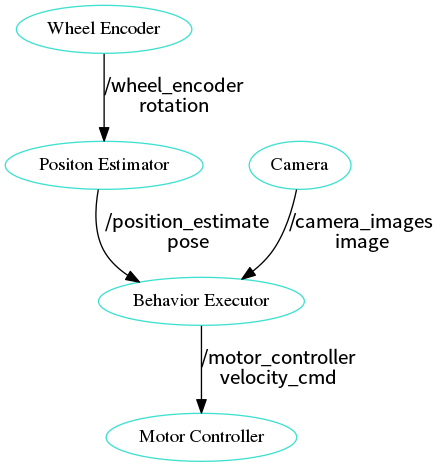 Wheel Encoder
/wheel_encoder
rotation
Positon Estimator
Camera
/position_estimate
pose
/camera_images
image
Behavior Executor
/motor_controller
velocity_cmd
Motor Controller